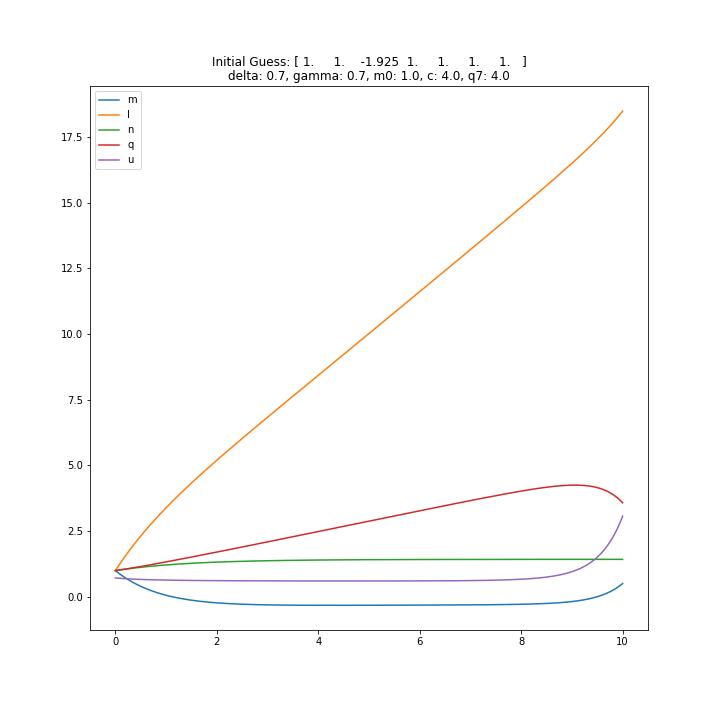 Initial Guess: [ 1. 1. -1.925 1. 1. 1. 1. ]
delta: 0.7, gamma: 0.7, m0: 1.0, c: 4.0, q7: 4.0
m
l
n
q
u
17.5
15.0
12.5
10.0
7.5
5.0
2.5
0.0
0 2 4 6 8 10